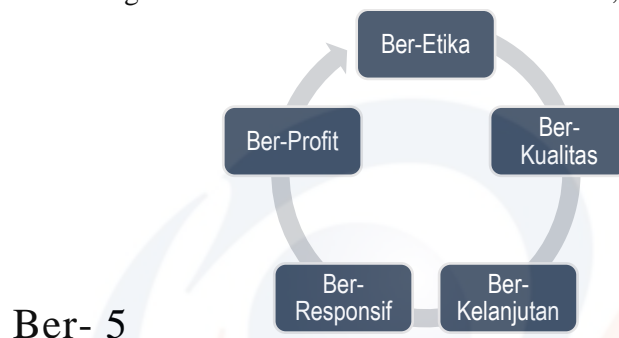 Ber-Etika
Ber-
Kualitas
Ber-
Kelanjutan
Ber-
Responsif
Ber-Profit
Ber- 5